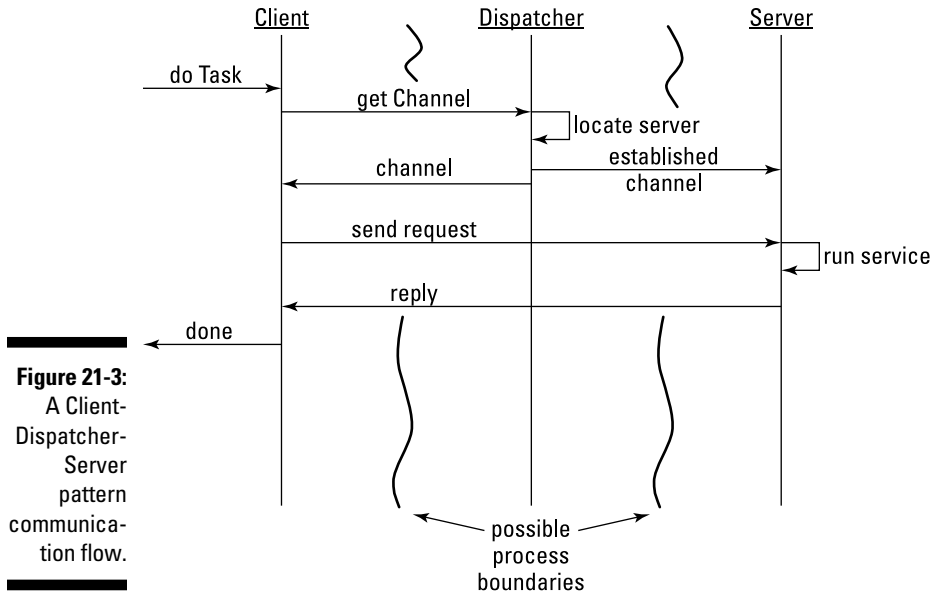 Client
Dispatcher
Server
do Task
get Channel
locate server
established
channel
channel
send request
run service
reply
done
Figure 21-3:
A Client-
Dispatcher-
Server
pattern
communica-
tion flow.
possible
process
boundaries